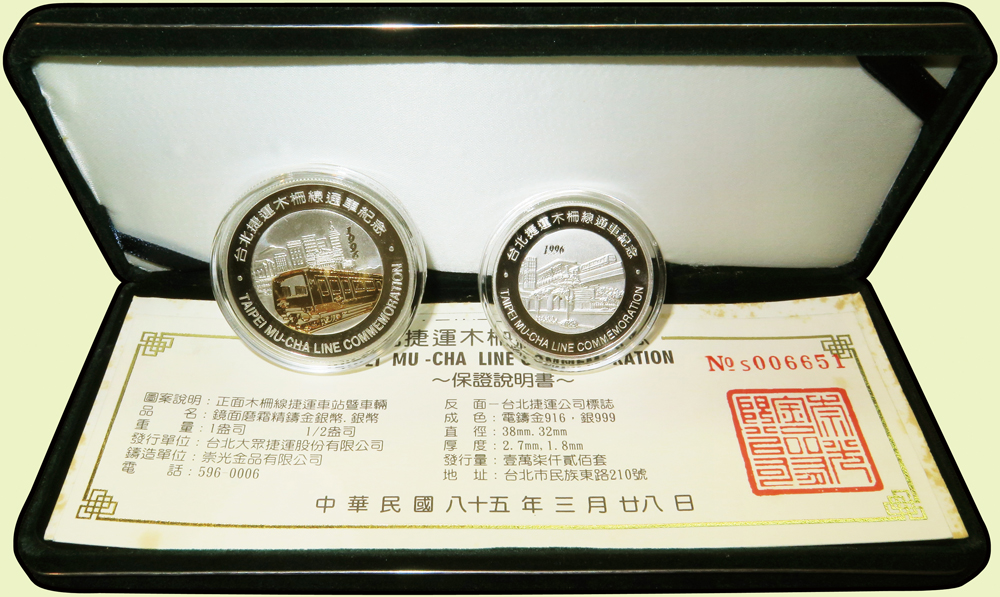 台北捷運木柵線通車紀念
1996
TAIPEI MU-CHA LINE COMMEMORATION
台北捷運木柵線通車紀念
1996
TAIPEI MU-CHA LINE COMMEMORATION
捷運木柵
MU-CHA LINE COMMEMORATION
№ S006651
～保證說明書～
圖案說明：正面木柵線捷運車站暨車輛
品　　名：鏡面磨霜精鑄金銀幣.銀幣
重　　量：1盎司　1/2盎司
發行單位：台北大眾捷運股份有限公司
鑄造單位：崇光金品有限公司
電　　話：596-0006
反　面—台北捷運公司標誌
成　色：電鑄金916．銀999
直　徑：38mm.32mm
厚　度：2.7mm,1.8mm
發行量：壹萬柒仟貳佰套
地　址：台北市民族東路210號
中華民國八十五年三月廿八日